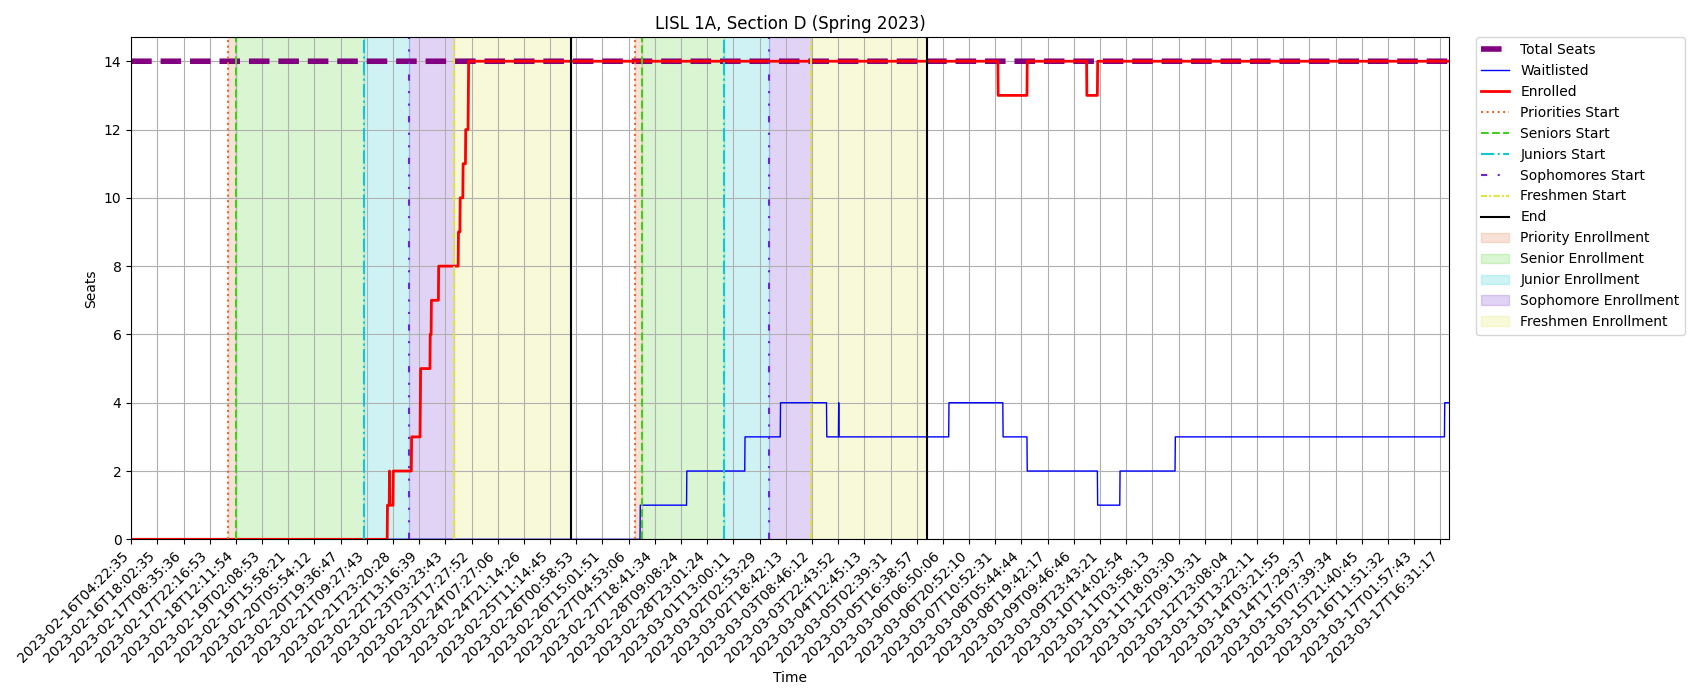 LISL 1A, Section D (Spring 2023)
Seats
14
12
10
8
6
4
2
0
2023-02-16T04:22:35
2023-02-16T18:02:35
2023-02-17T08:35:36
2023-02-17T22:16:53
2023-02-18T12:11:54
2023-02-19T02:08:53
2023-02-19T15:58:21
2023-02-20T05:54:12
2023-02-20T19:36:47
2023-02-21T09:27:43
2023-02-21T23:20:28
2023-02-22T13:16:39
2023-02-23T03:23:43
2023-02-23T17:27:52
2023-02-24T07:27:06
2023-02-24T21:14:26
2023-02-25T11:14:45
2023-02-26T00:58:53
2023-02-26T15:01:51
2023-02-27T04:53:06
2023-02-27T18:41:34
2023-02-28T09:08:24
2023-02-28T23:01:24
2023-03-01T13:00:11
2023-03-02T02:53:29
2023-03-02T18:42:13
2023-03-03T08:46:12
2023-03-03T22:43:52
2023-03-04T12:45:13
2023-03-05T02:39:31
2023-03-05T16:38:57
2023-03-06T06:50:06
2023-03-06T20:52:10
2023-03-07T10:52:31
2023-03-08T05:44:44
2023-03-08T19:42:17
2023-03-09T09:46:46
2023-03-09T23:43:21
2023-03-10T14:02:54
2023-03-11T03:58:13
2023-03-11T18:03:30
2023-03-12T09:13:31
2023-03-12T23:08:04
2023-03-13T13:22:11
2023-03-14T03:21:55
2023-03-14T17:29:37
2023-03-15T07:39:34
2023-03-15T21:40:45
2023-03-16T11:51:32
2023-03-17T01:57:43
2023-03-17T16:31:17
Time
Total Seats
Waitlisted
Enrolled
Priorities Start
Seniors Start
Juniors Start
Sophomores Start
Freshmen Start
End
Priority Enrollment
Senior Enrollment
Junior Enrollment
Sophomore Enrollment
Freshmen Enrollment